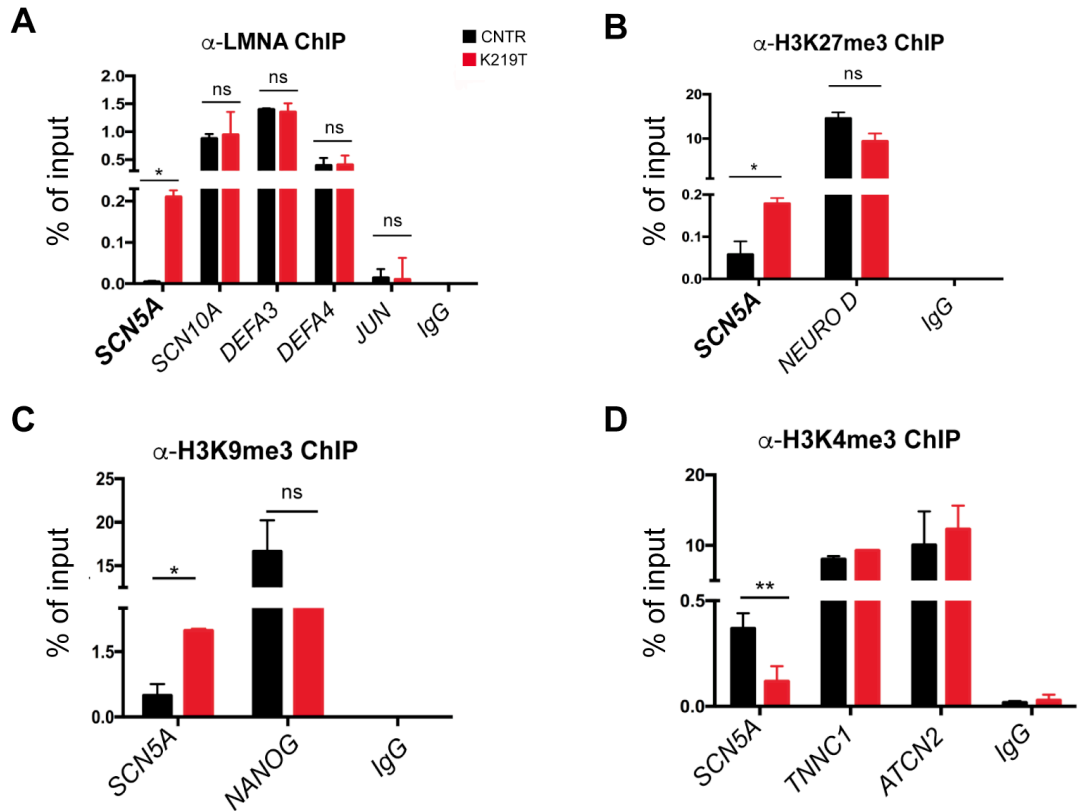 A
α-LMNA ChIP
CNTR
K219T
% of input
2.0
1.5
1.0
0.5
0.2
0.1
0.0
*
ns
ns
ns
ns
SCN5A
SCN10A
DEFA3
DEFA4
JUN
IgG
B
α-H3K27me3 ChIP
% of input
20
10
0.2
0.1
0.0
*
ns
SCN5A
NEURO D
IgG
C
α-H3K9me3 ChIP
% of input
25
20
15
1.5
0.0
*
ns
SCN5A
NANOG
IgG
D
α-H3K4me3 ChIP
% of input
20
10
0.5
0.0
**
SCN5A
TNNC1
ATCN2
IgG